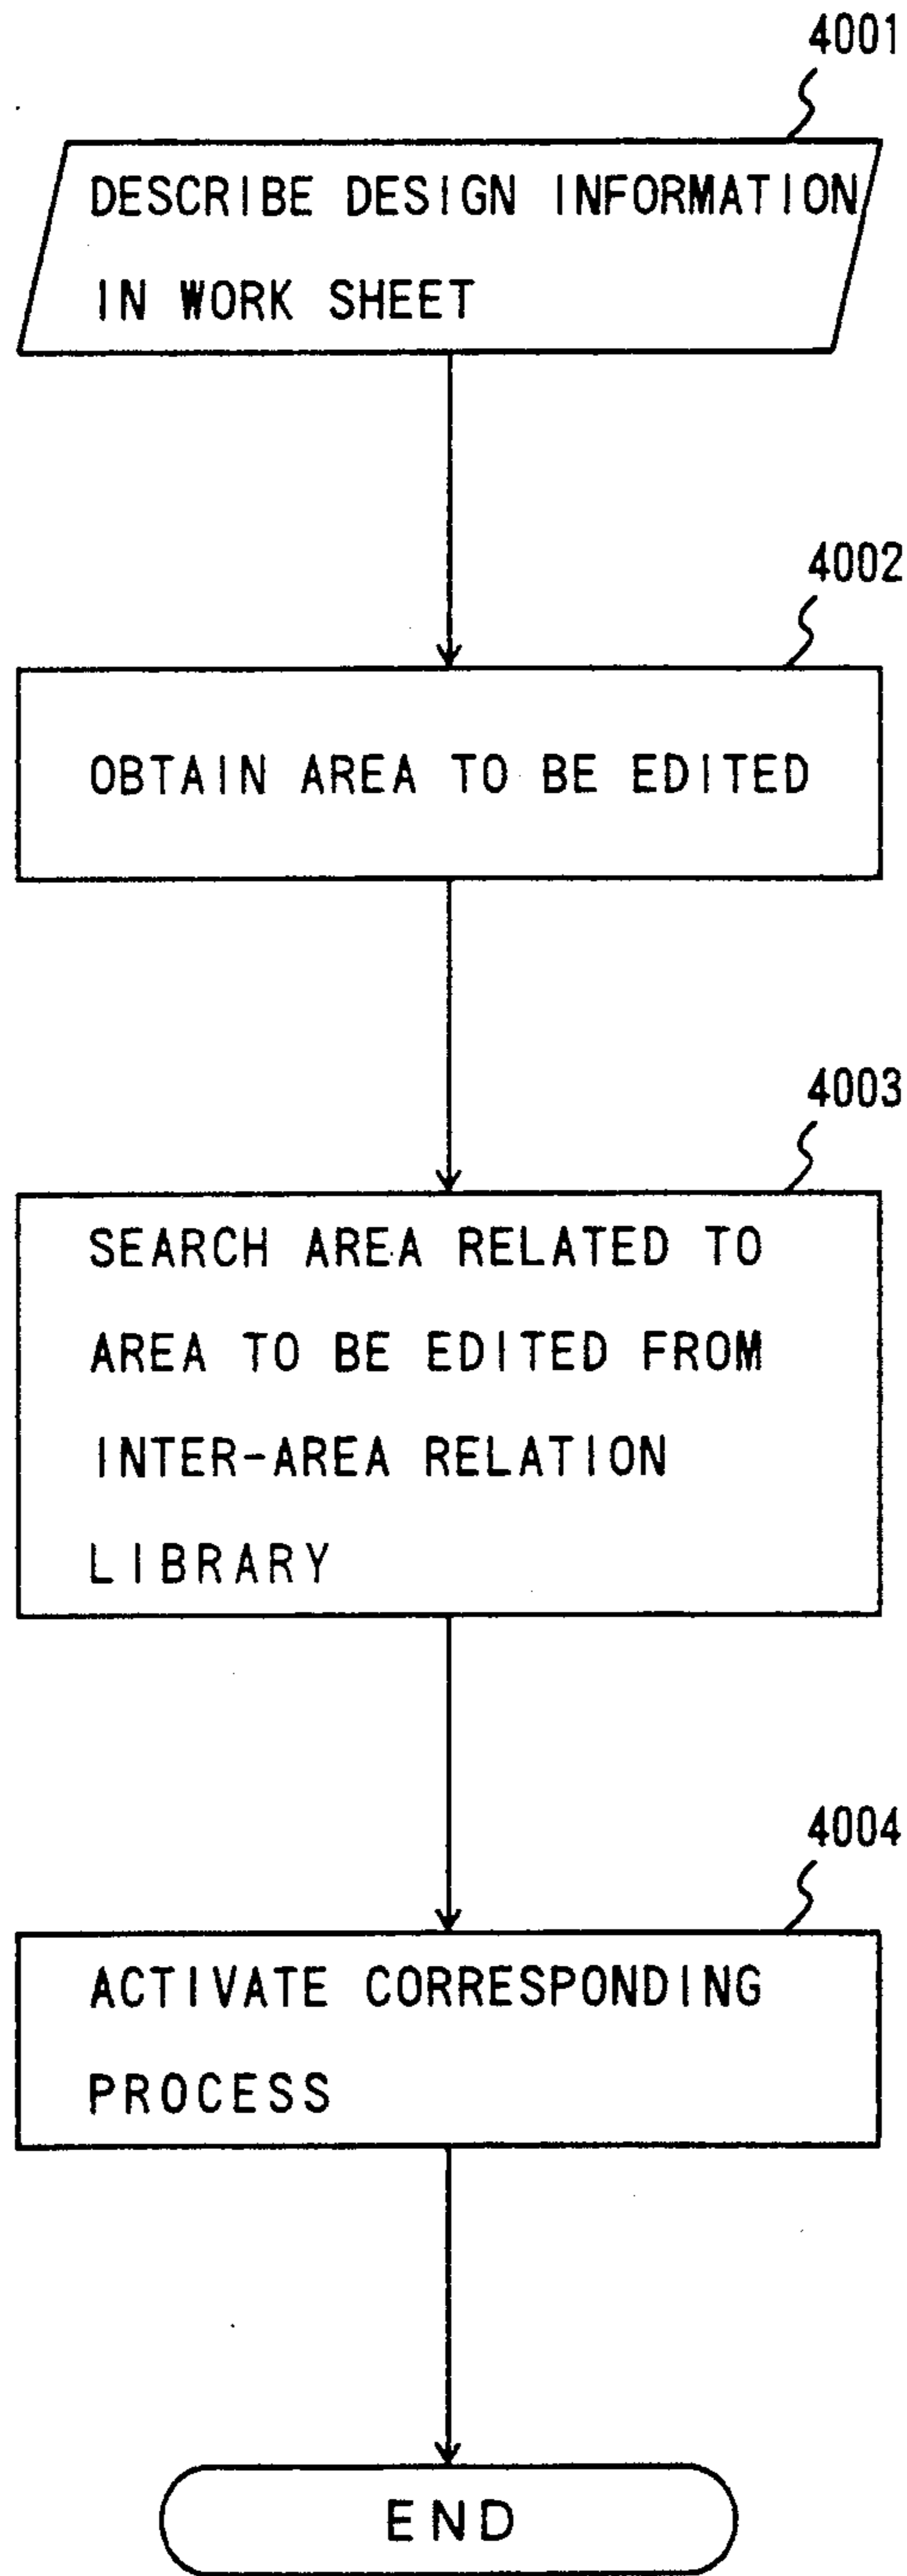 4001
DESCRIBE DESIGN INFORMATION
IN WORK SHEET
4002
OBTAIN AREA TO BE EDITED
4003
SEARCH AREA RELATED TO
AREA TO BE EDITED FROM
INTER-AREA RELATION
LIBRARY
4004
ACTIVATE CORRESPONDING
PROCESS
END